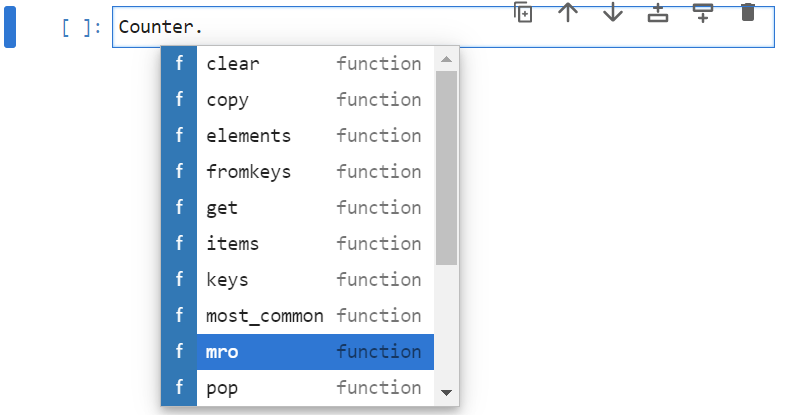 [ ]: Counter.
f clear function
f copy function
f elements function
f fromkeys function
f get function
f items function
f keys function
f most_common function
f mro function
f pop function